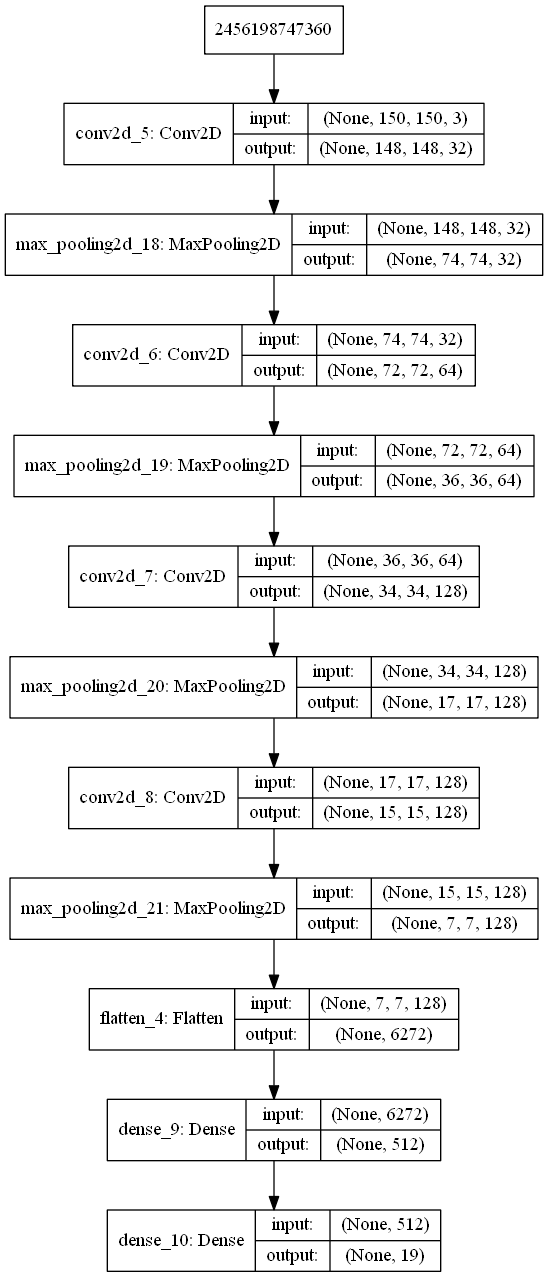 2456198747360
conv2d_5: Conv2D
input: (None, 150, 150, 3)
output: (None, 148, 148, 32)
max_pooling2d_18: MaxPooling2D
input: (None, 148, 148, 32)
output: (None, 74, 74, 32)
conv2d_6: Conv2D
input: (None, 74, 74, 32)
output: (None, 72, 72, 64)
max_pooling2d_19: MaxPooling2D
input: (None, 72, 72, 64)
output: (None, 36, 36, 64)
conv2d_7: Conv2D
input: (None, 36, 36, 64)
output: (None, 34, 34, 128)
max_pooling2d_20: MaxPooling2D
input: (None, 34, 34, 128)
output: (None, 17, 17, 128)
conv2d_8: Conv2D
input: (None, 17, 17, 128)
output: (None, 15, 15, 128)
max_pooling2d_21: MaxPooling2D
input: (None, 15, 15, 128)
output: (None, 7, 7, 128)
flatten_4: Flatten
input: (None, 7, 7, 128)
output: (None, 6272)
dense_9: Dense
input: (None, 6272)
output: (None, 512)
dense_10: Dense
input: (None, 512)
output: (None, 19)